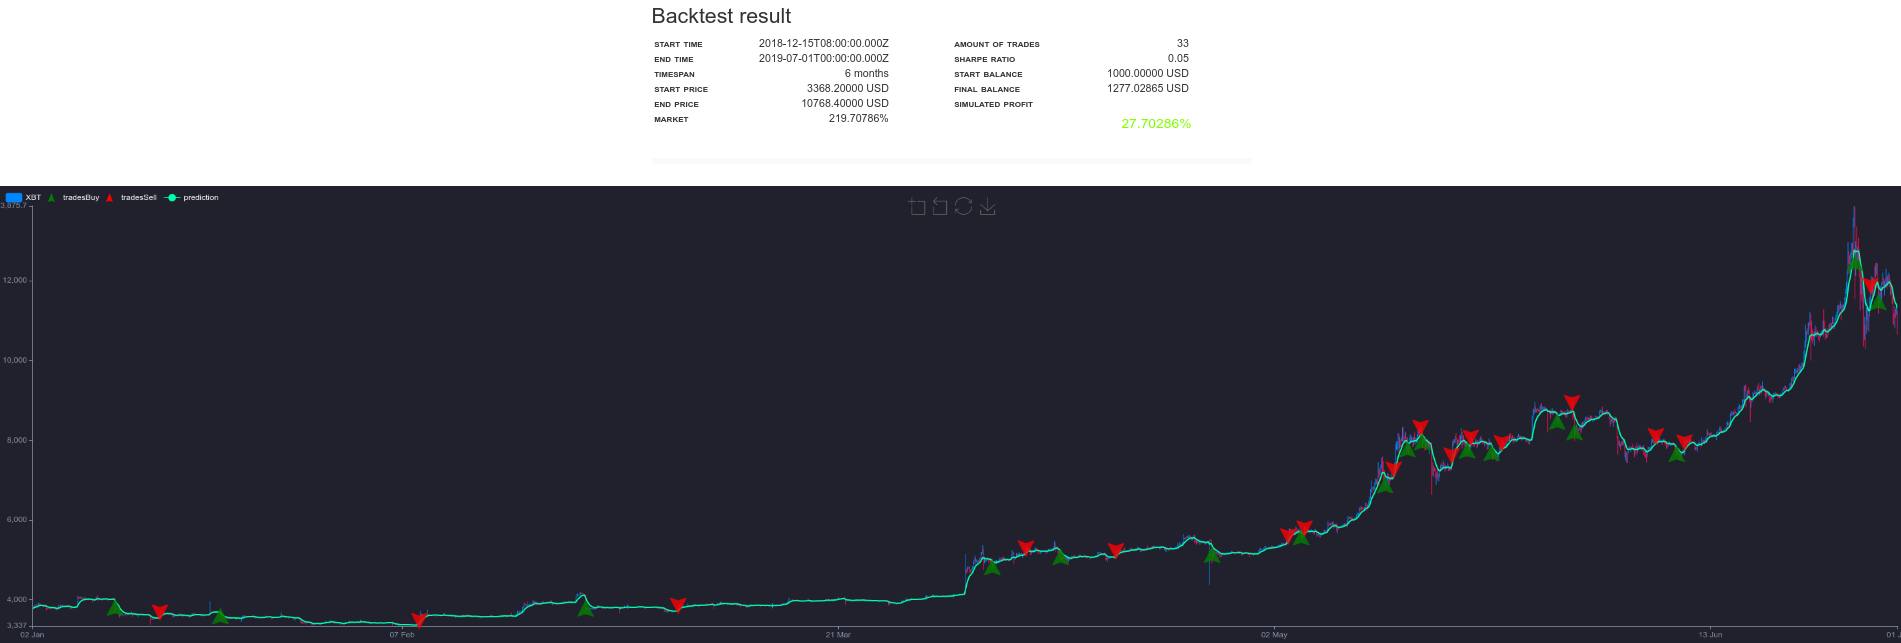 Backtest result
START TIME 2018-12-15T08:00:00.000Z
END TIME 2019-07-01T00:00:00.000Z
TIMESPAN 6 months
START PRICE 3368.20000 USD
END PRICE 10768.40000 USD
MARKET 219.70786%
AMOUNT OF TRADES 33
SHARPE RATIO 0.05
START BALANCE 1000.00000 USD
FINAL BALANCE 1277.02865 USD
SIMULATED PROFIT
27.70286%
XBT tradesBuy tradesSell prediction
3,875.7
12,000
10,000
8,000
6,000
4,000
3,337
02 Jan 07 Feb 21 Mar 02 May 13 Jun 01